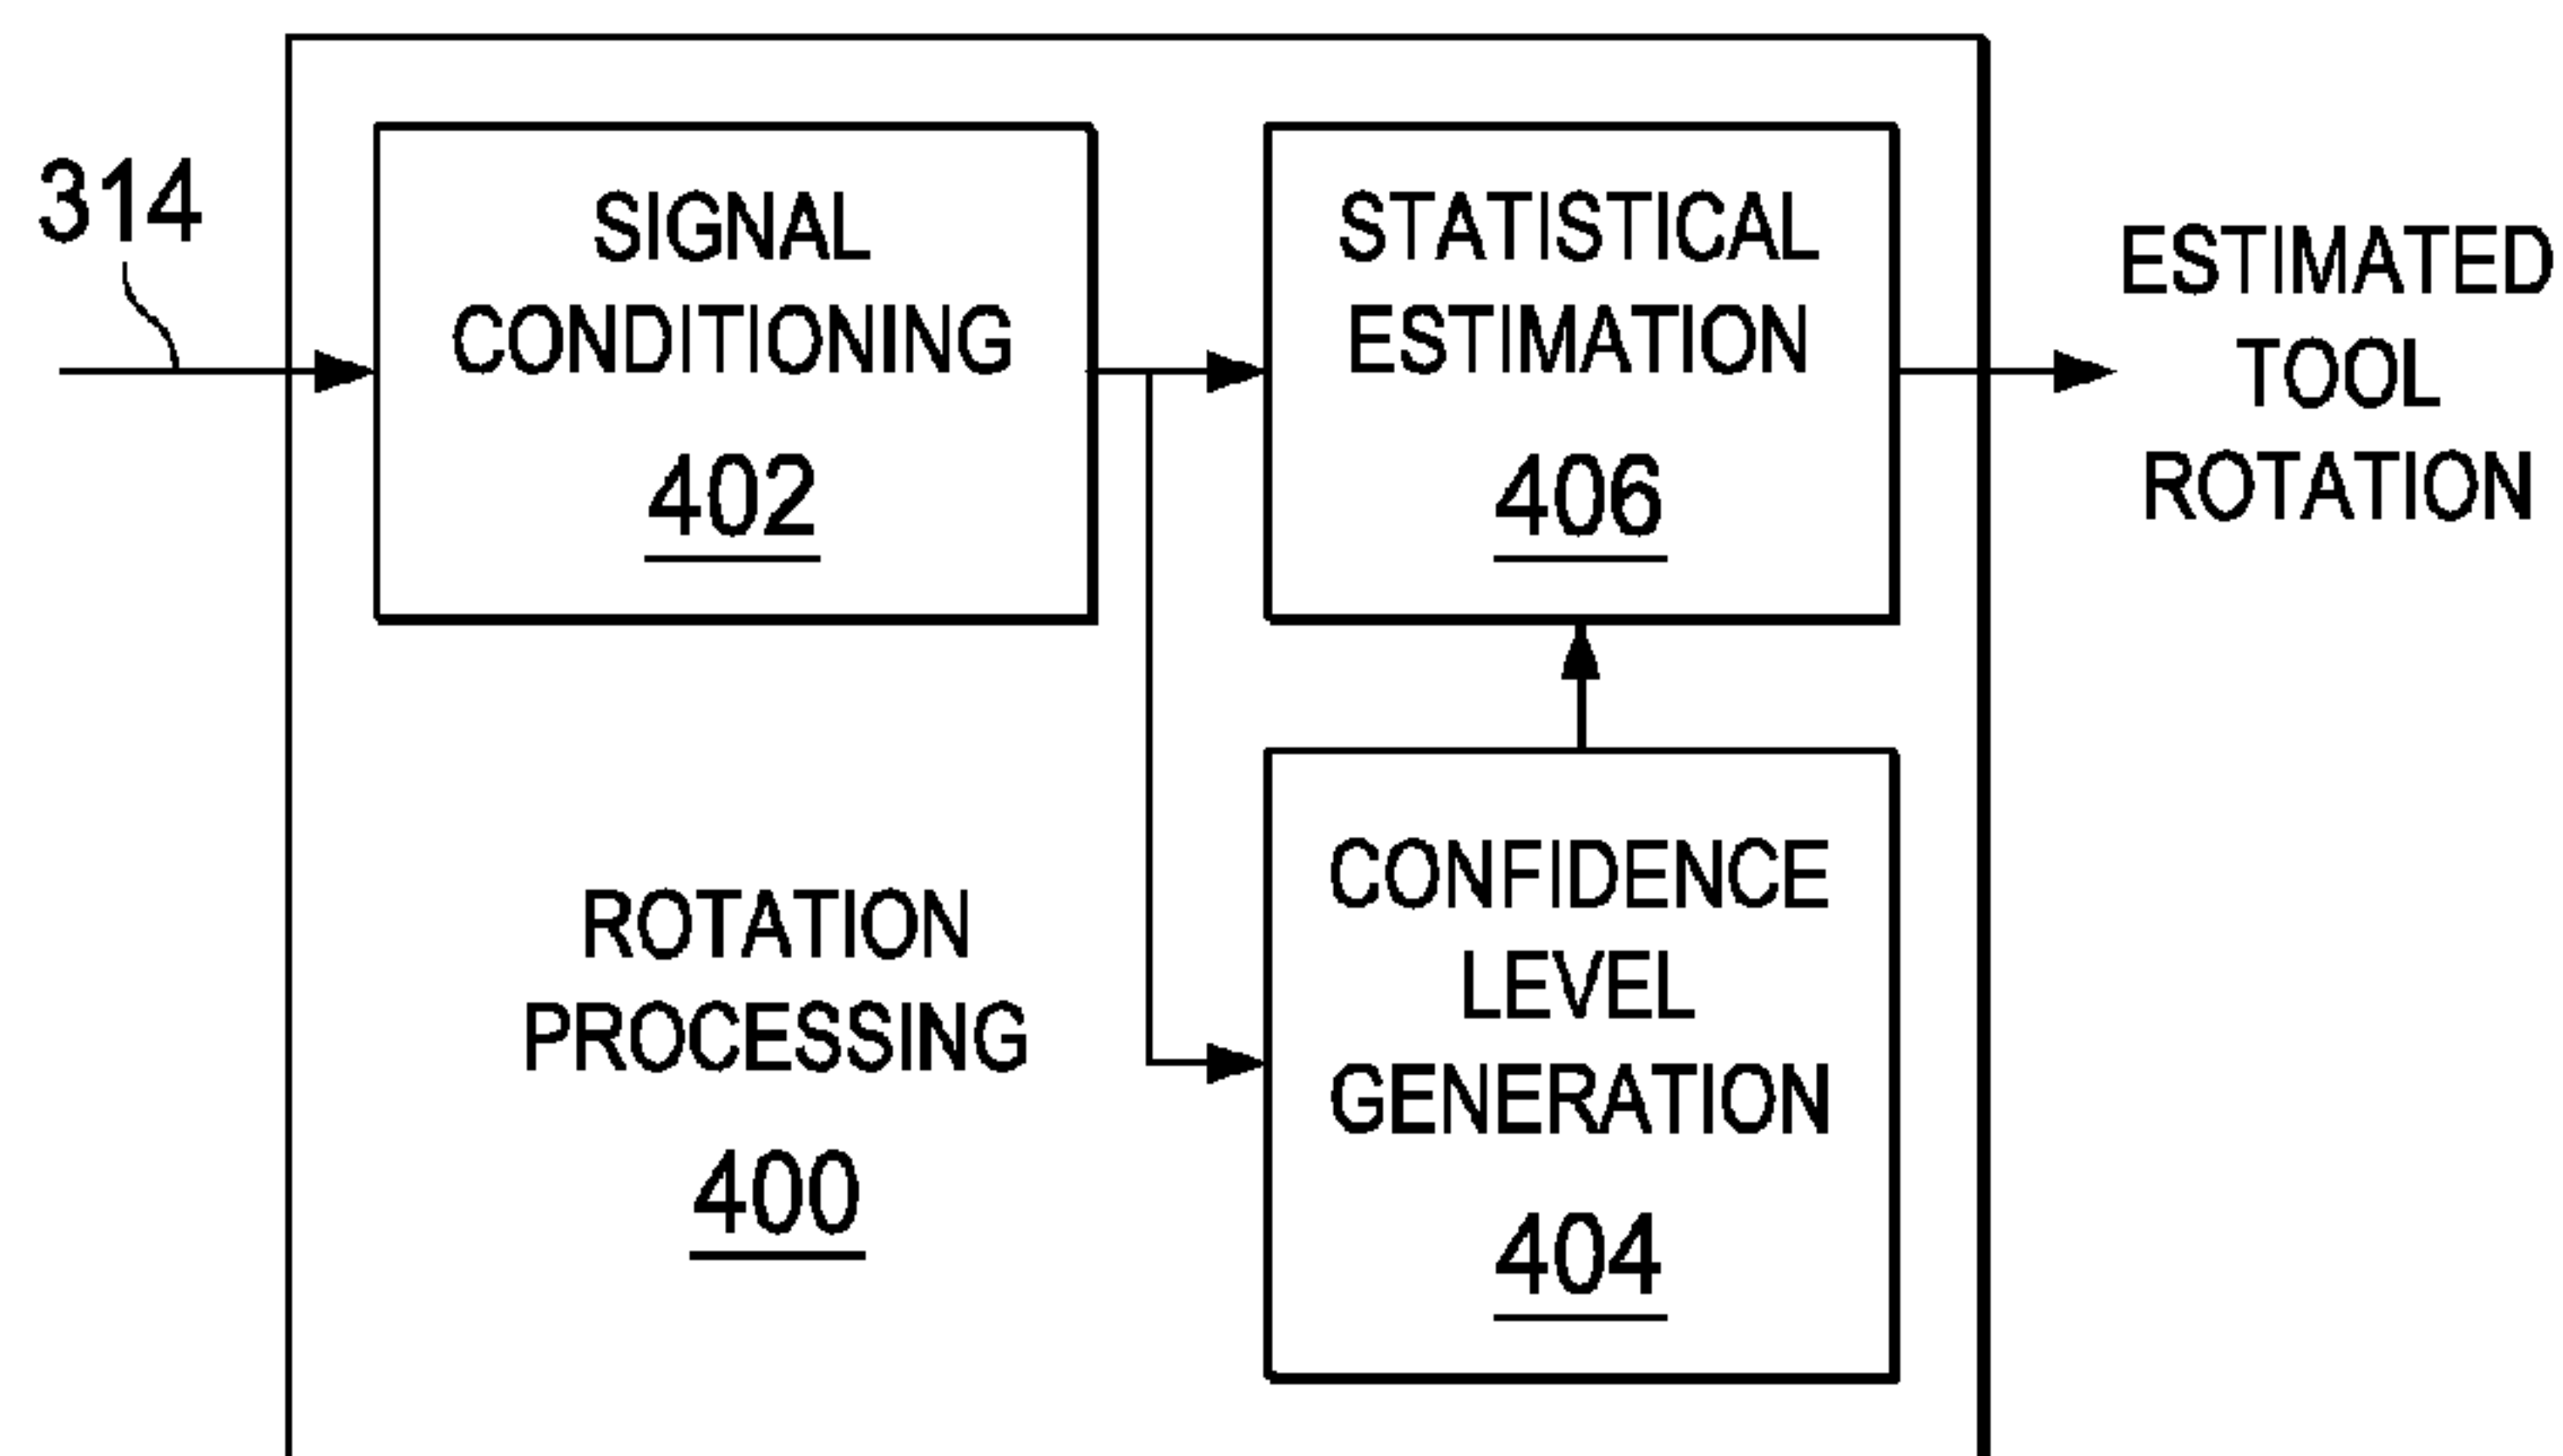 314
SIGNAL
CONDITIONING
402
STATISTICAL
ESTIMATION
406
ESTIMATED
TOOL
ROTATION
ROTATION
PROCESSING
400
CONFIDENCE
LEVEL
GENERATION
404